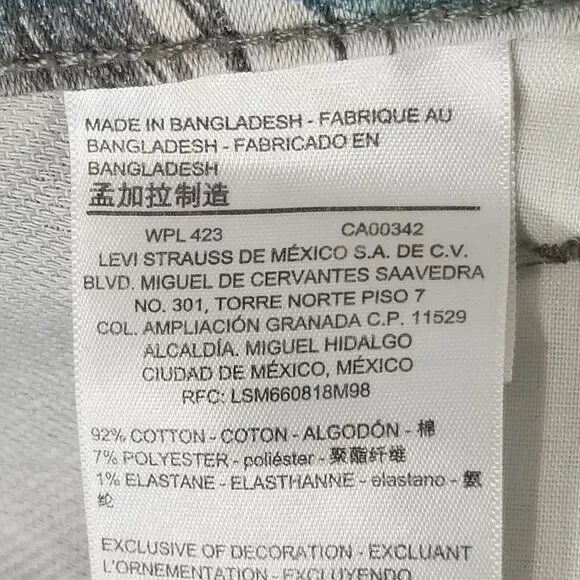 MADE IN BANGLADESH - FABRIQUE AU
BANGLADESH - FABRICADO EN
BANGLADESH
孟加拉制造
WPL 423 CA00342
LEVI STRAUSS DE MÉXICO S.A. DE C.V.
BLVD. MIGUEL DE CERVANTES SAAVEDRA
NO. 301, TORRE NORTE PISO 7
COL. AMPLIACIÓN GRANADA C.P. 11529
ALCALDÍA. MIGUEL HIDALGO
CIUDAD DE MÉXICO, MÉXICO
RFC: LSM660818M98
92% COTTON - COTON - ALGODÓN - 棉
7% POLYESTER - poliéster - 聚酯纤维
1% ELASTANE - ELASTHANNE - elastano - 氨
纶
EXCLUSIVE OF DECORATION - EXCLUANT
L'ORNEMENTATION - EXCLUYENDO